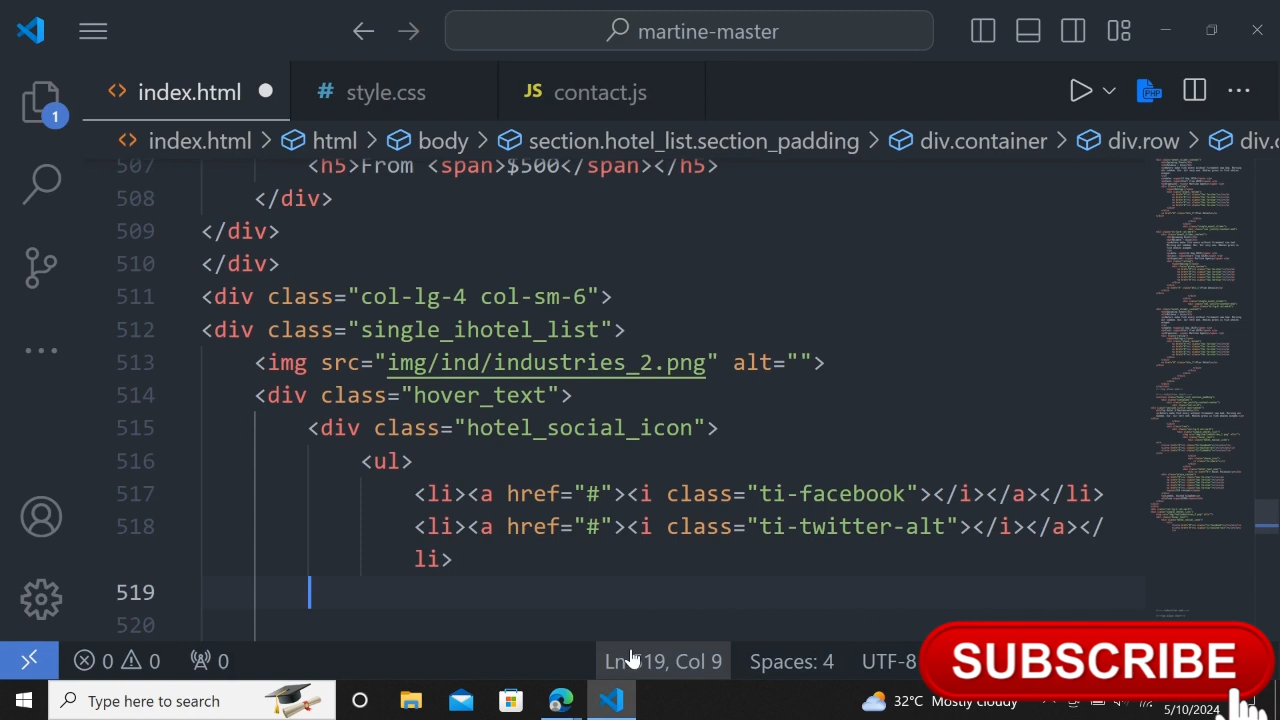 martine-master
index.html
# style.css
JS contact.js
PHP
1
index.html > html > body > section.hotel_list.section_padding > div.container > div.row > div.
507 <h5>From <span>$500</span></h5>
508 </div>
509 </div>
510 </div>
511 <div class="col-lg-4 col-sm-6">
512 <div class="single_ihotel_list">
513 <img src="img/ind/industries_2.png" alt="">
514 <div class="hover_text">
515 <div class="hotel_social_icon">
516 <ul>
517 <li><a href="#"><i class="ti-facebook"></i></a></li>
518 <li><a href="#"><i class="ti-twitter-alt"></i></a></
li>
519
520
0 0 0 Ln 519, Col 9 Spaces: 4 UTF-8
SUBSCRIBE
Type here to search
32°C Mostly cloudy
5/10/2024